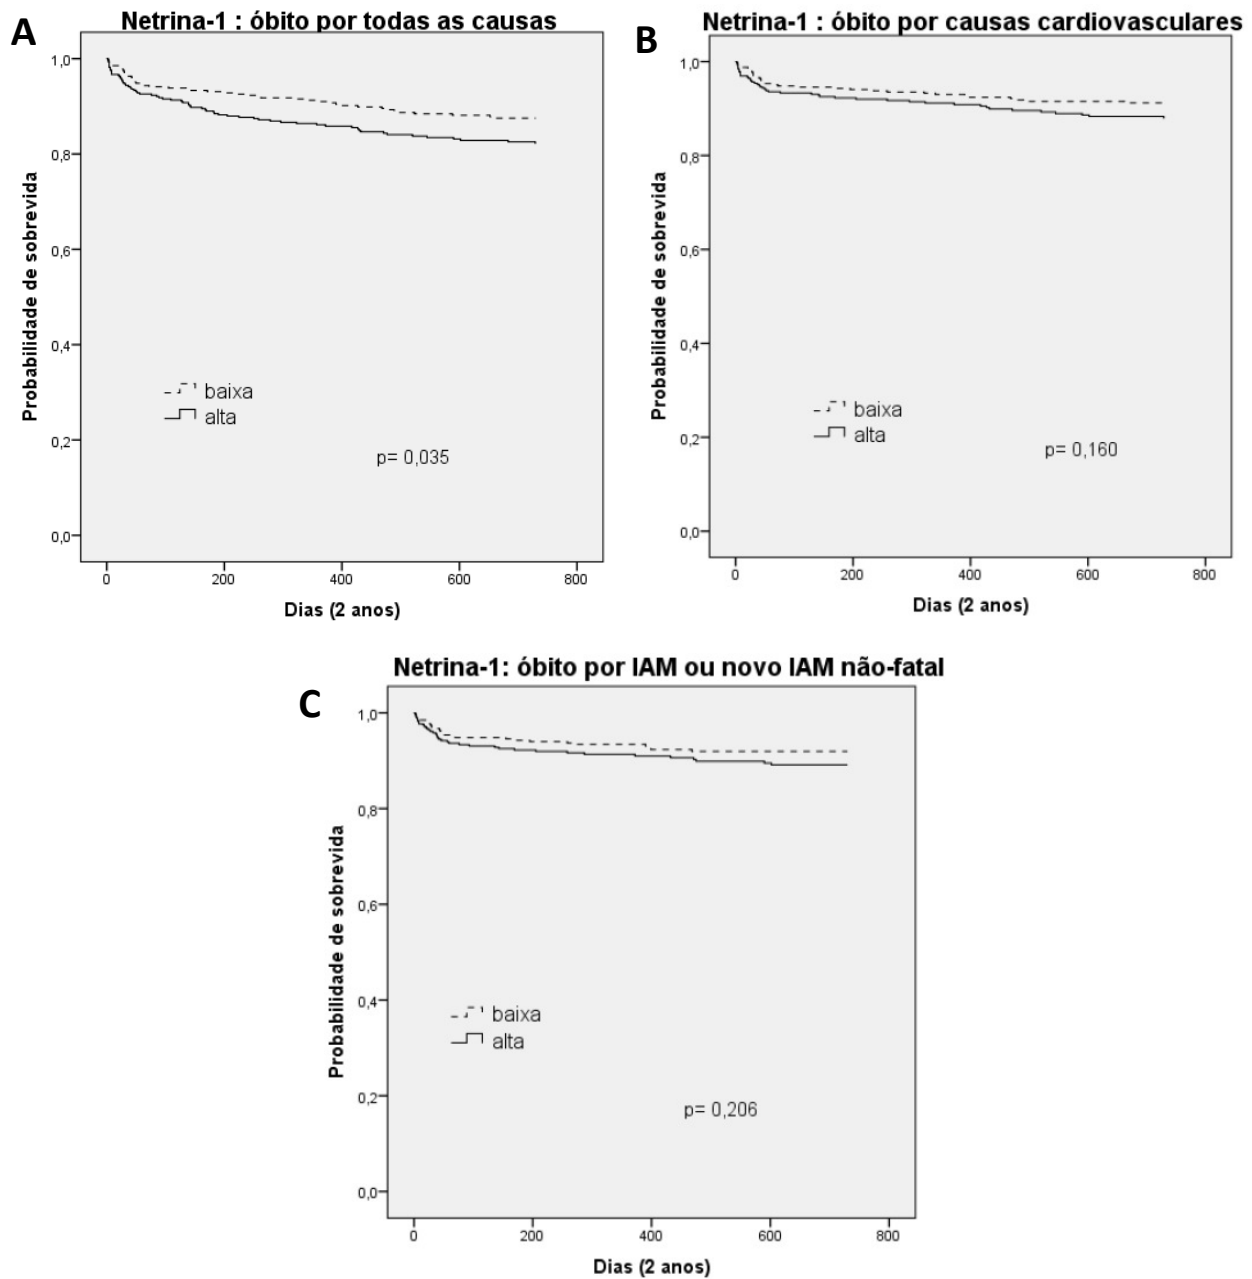 A
Netrina-1 : óbito por todas as causas
Probabilidade de sobrevida
1,0
0,8
0,6
0,4
0,2
0,0
baixa
alta
p= 0,035
0 200 400 600 800
Dias (2 anos)
B
Netrina-1 : óbito por causas cardiovasculares
Probabilidade de sobrevida
1,0
0,8
0,6
0,4
0,2
0,0
baixa
alta
p= 0,160
0 200 400 600 800
Dias (2 anos)
C
Netrina-1: óbito por IAM ou novo IAM não-fatal
Probabilidade de sobrevida
1,0
0,8
0,6
0,4
0,2
0,0
baixa
alta
p= 0,206
0 200 400 600 800
Dias (2 anos)